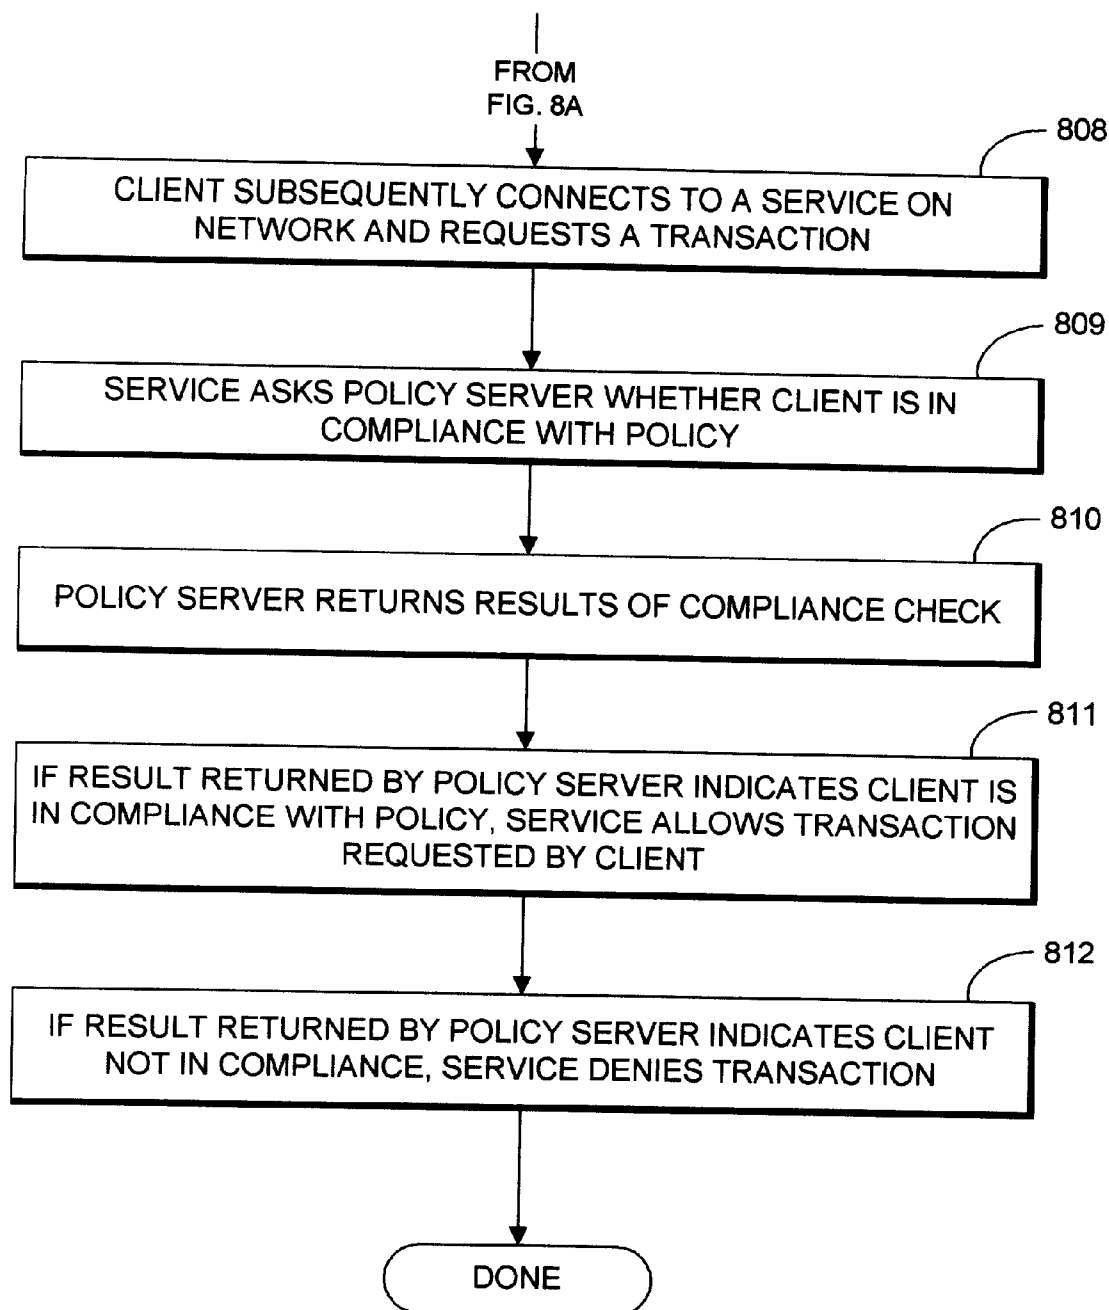 FROM
FIG. 8A
808
CLIENT SUBSEQUENTLY CONNECTS TO A SERVICE ON
NETWORK AND REQUESTS A TRANSACTION
809
SERVICE ASKS POLICY SERVER WHETHER CLIENT IS IN
COMPLIANCE WITH POLICY
810
POLICY SERVER RETURNS RESULTS OF COMPLIANCE CHECK
811
IF RESULT RETURNED BY POLICY SERVER INDICATES CLIENT IS
IN COMPLIANCE WITH POLICY, SERVICE ALLOWS TRANSACTION
REQUESTED BY CLIENT
812
IF RESULT RETURNED BY POLICY SERVER INDICATES CLIENT
NOT IN COMPLIANCE, SERVICE DENIES TRANSACTION
DONE